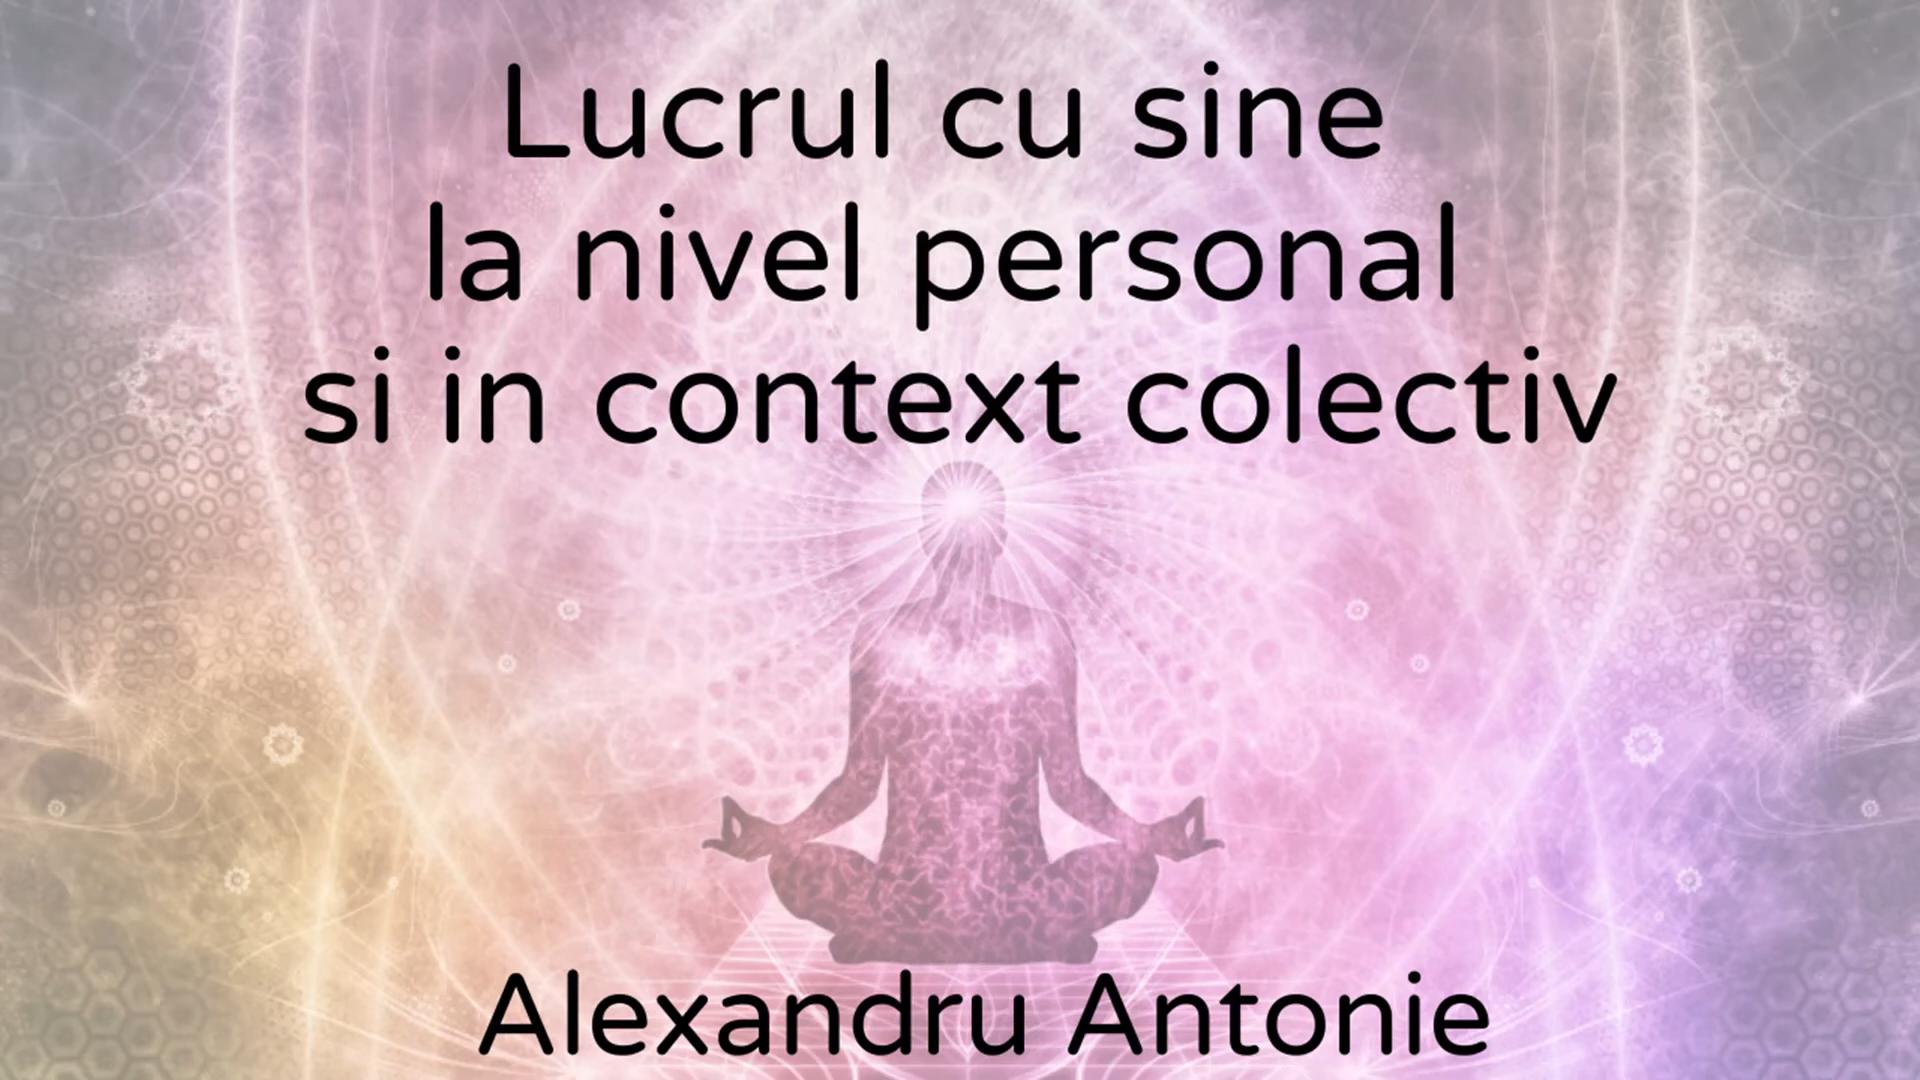 Lucrul cu sine
la nivel personal
si in context colectiv
Alexandru Antonie